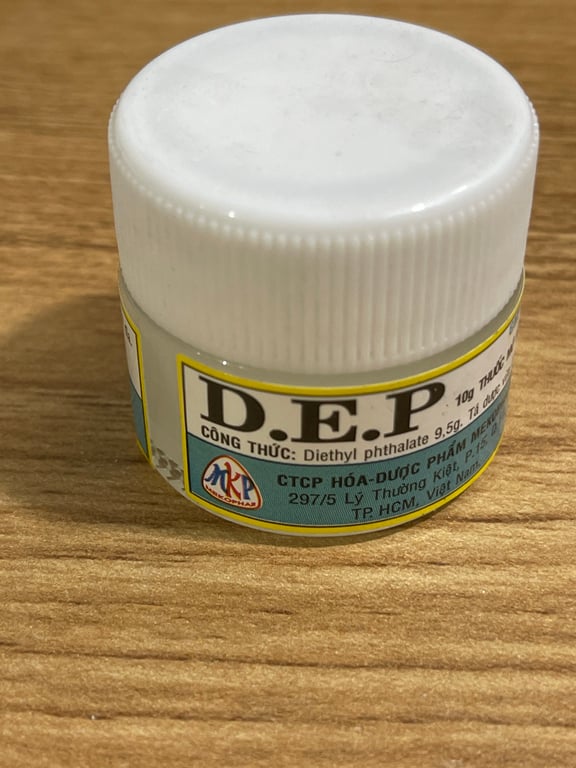 D.E.P
10g THUỐC
CÔNG THỨC: Diethyl phthalate 9,5g. Tá dược
MKP
MEKOPHAR
CTCP HÓA-DƯỢC PHẨM
297/5 Lý Thường Kiệt, P.15,
TP. HCM, Việt Nam.